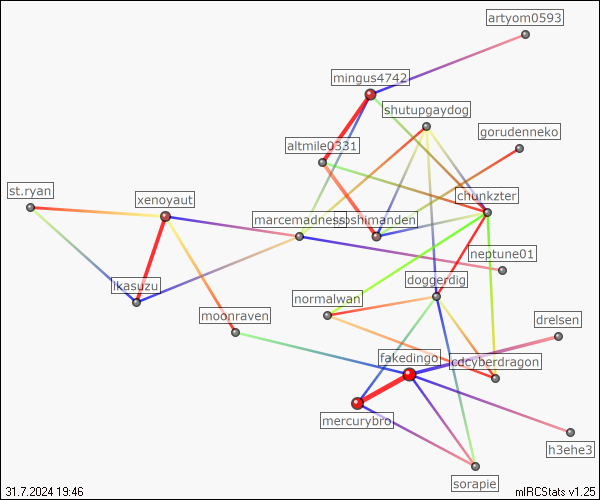 artyom0593
mingus4742
shutupgaydog
gorudenneko
altmile0331
st.ryan
xenoyaut
chunkzter
marcemadness
oshimanden
neptune01
ikasuzu
doggerdig
normalwan
moonraven
drelsen
fakedingo
cdcyberdragon
mercurybro
h3ehe3
sorapie
31.7.2024 19:46
mIRCStats v1.25